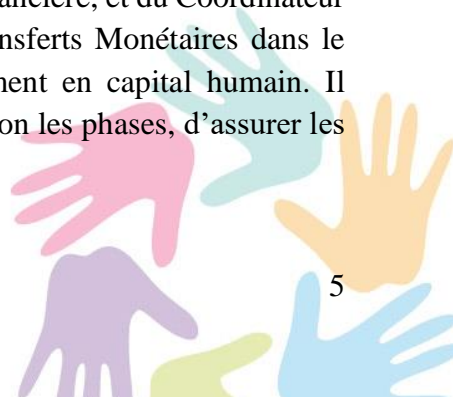 ancière, et du Coordinateur
nsferts Monétaires dans le
ment en capital humain. Il
on les phases, d’assurer les
5